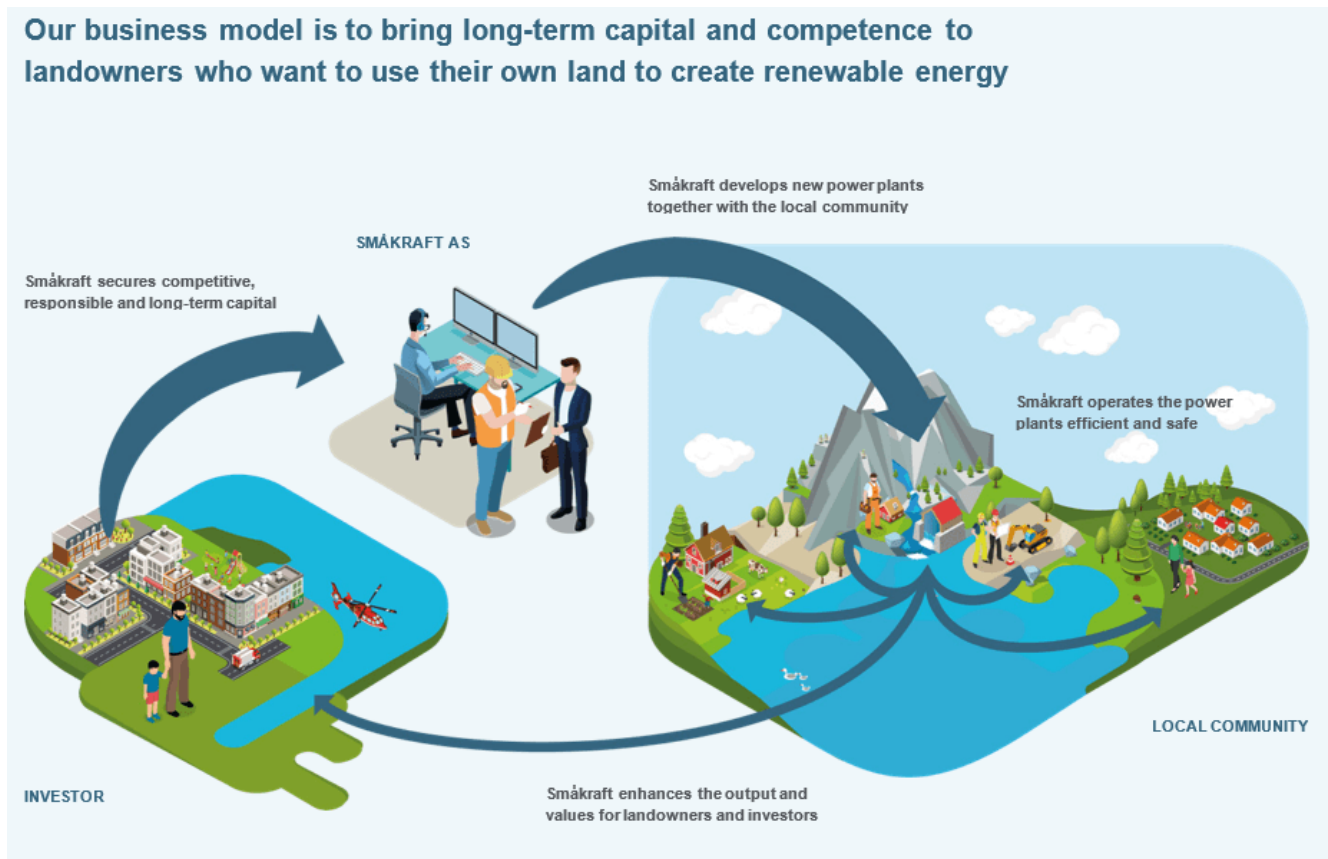 Our business model is to bring long-term capital and competence to
landowners who want to use their own land to create renewable energy
Småkraft develops new power plants
together with the local community
SMÅKRAFT AS
Småkraft secures competitive,
responsible and long-term capital
Småkraft operates the power
plants efficient and safe
LOCAL COMMUNITY
INVESTOR
Småkraft enhances the output and
values for landowners and investors